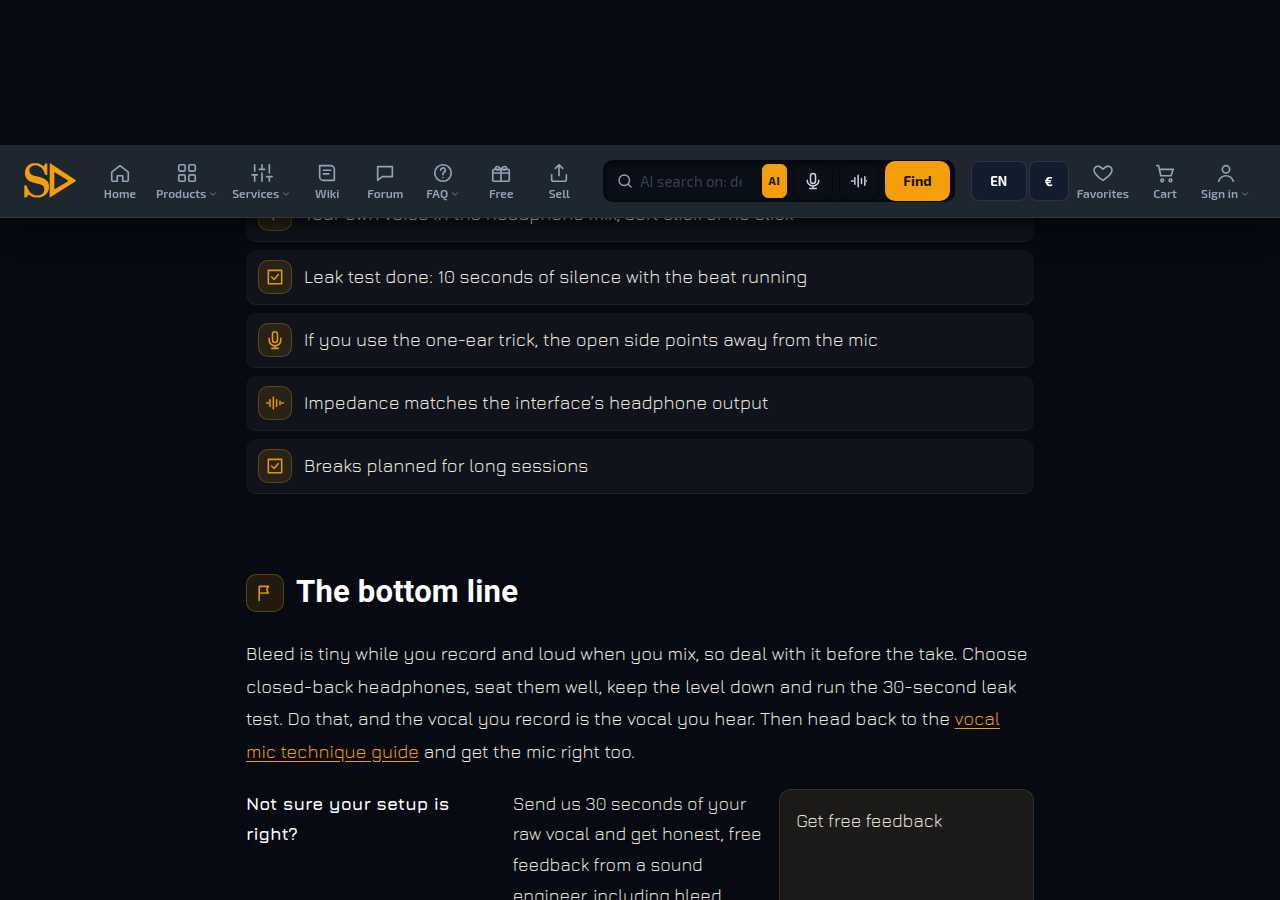 S
Home
Products
Services
Wiki
Forum
FAQ
Free
Sell
AI search on: de
AI
Find
EN
€
Favorites
Cart
Sign in
Leak test done: 10 seconds of silence with the beat running
If you use the one-ear trick, the open side points away from the mic
Impedance matches the interface's headphone output
Breaks planned for long sessions
The bottom line
Bleed is tiny while you record and loud when you mix, so deal with it before the take. Choose
closed-back headphones, seat them well, keep the level down and run the 30-second leak
test. Do that, and the vocal you record is the vocal you hear. Then head back to the vocal
mic technique guide and get the mic right too.
Not sure your setup is
right?
Send us 30 seconds of your
raw vocal and get honest, free
feedback from a sound
engineer, including bleed
Get free feedback